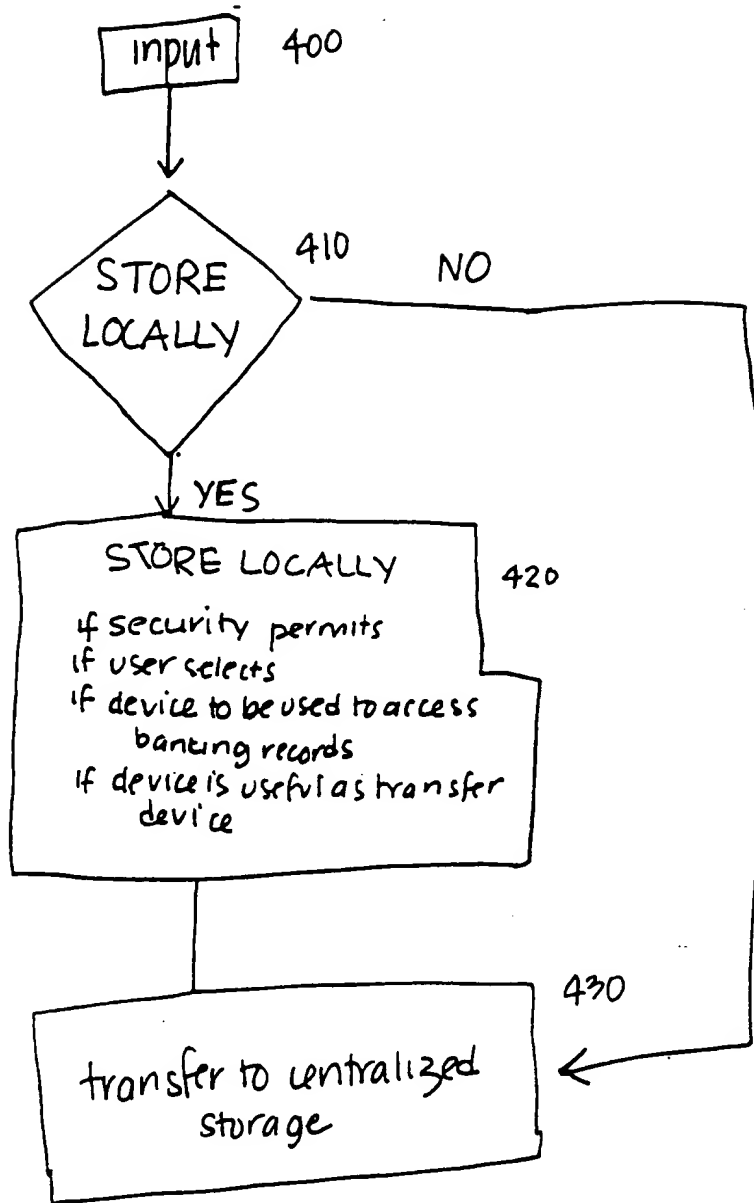 input 400
410
NO
STORE
LOCALLY
YES
STORE LOCALLY
420
if security permits
if user selects
if device to be used to access
banking records
if device is useful as transfer
device
430
transfer to centralized
storage